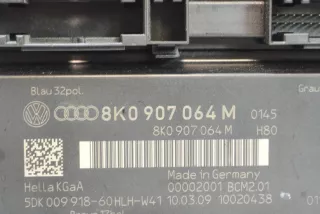 Blau 32pol.
Grau
8K0 907 064 M 0145
8K0 907 064 M H80
Made in Germany
Hella KGaA 00002001 BCM2.01
5DK 009 918-60 HLH-W41 10.03.09 10020438